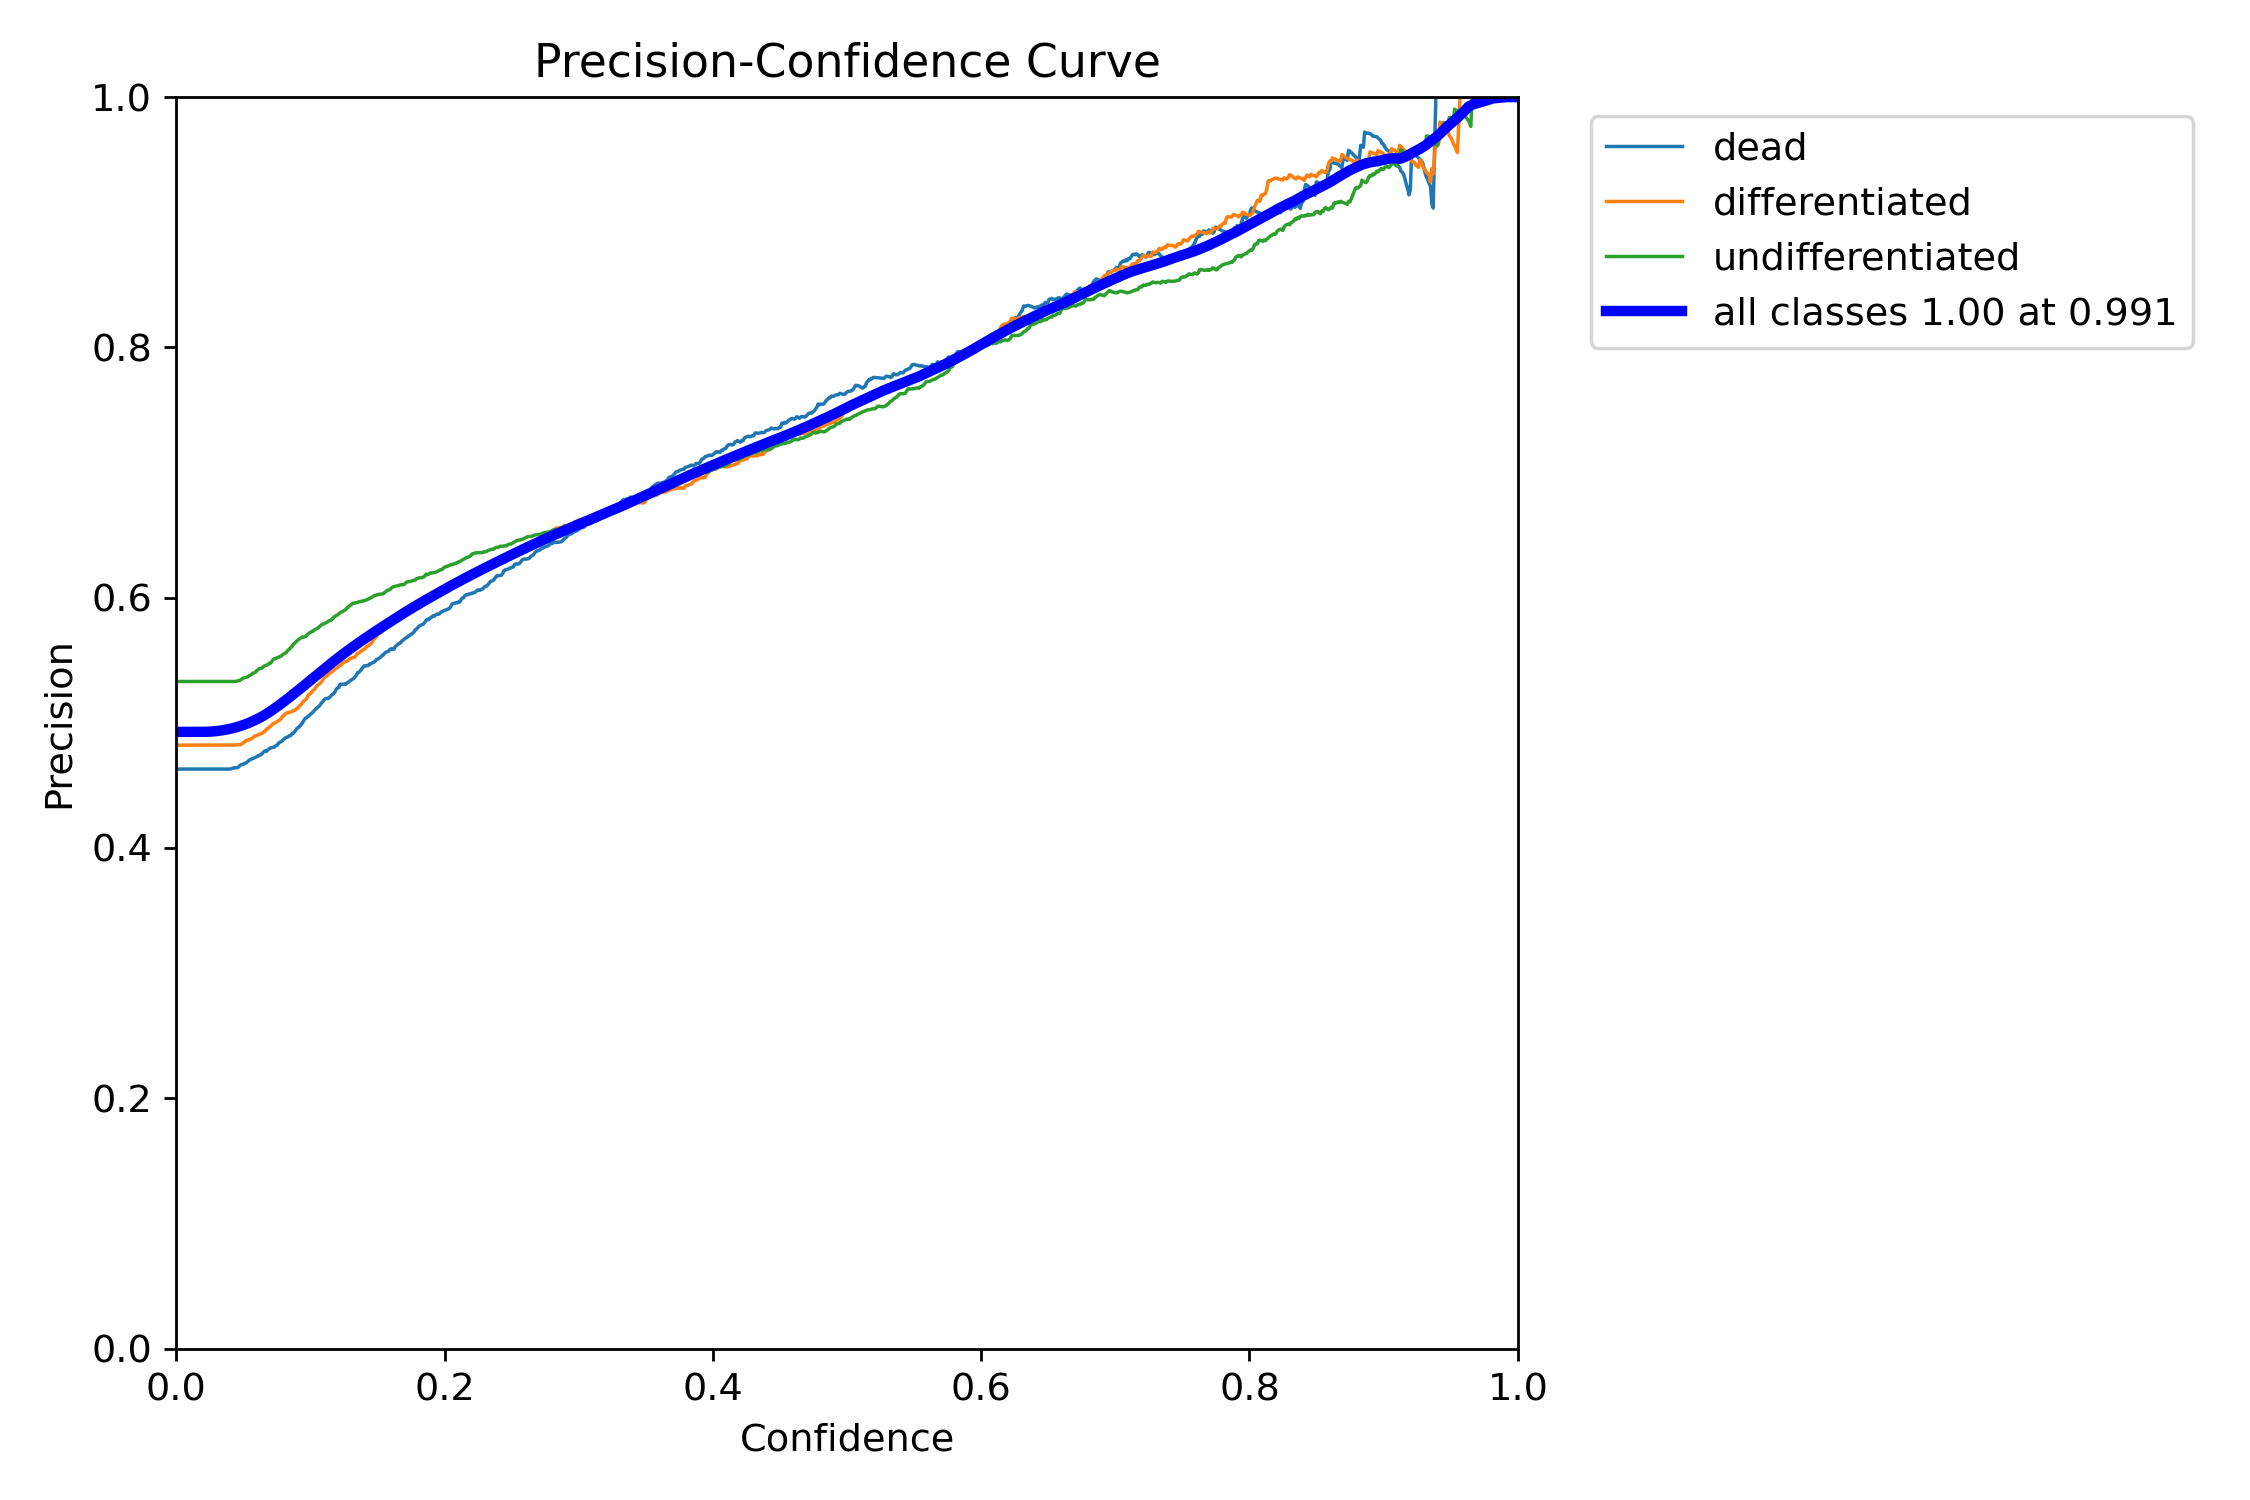 Precision-Confidence Curve
1.0
0.8
0.6
0.4
0.2
0.0
Precision
0.0 0.2 0.4 0.6 0.8 1.0
Confidence
dead
differentiated
undifferentiated
all classes 1.00 at 0.991